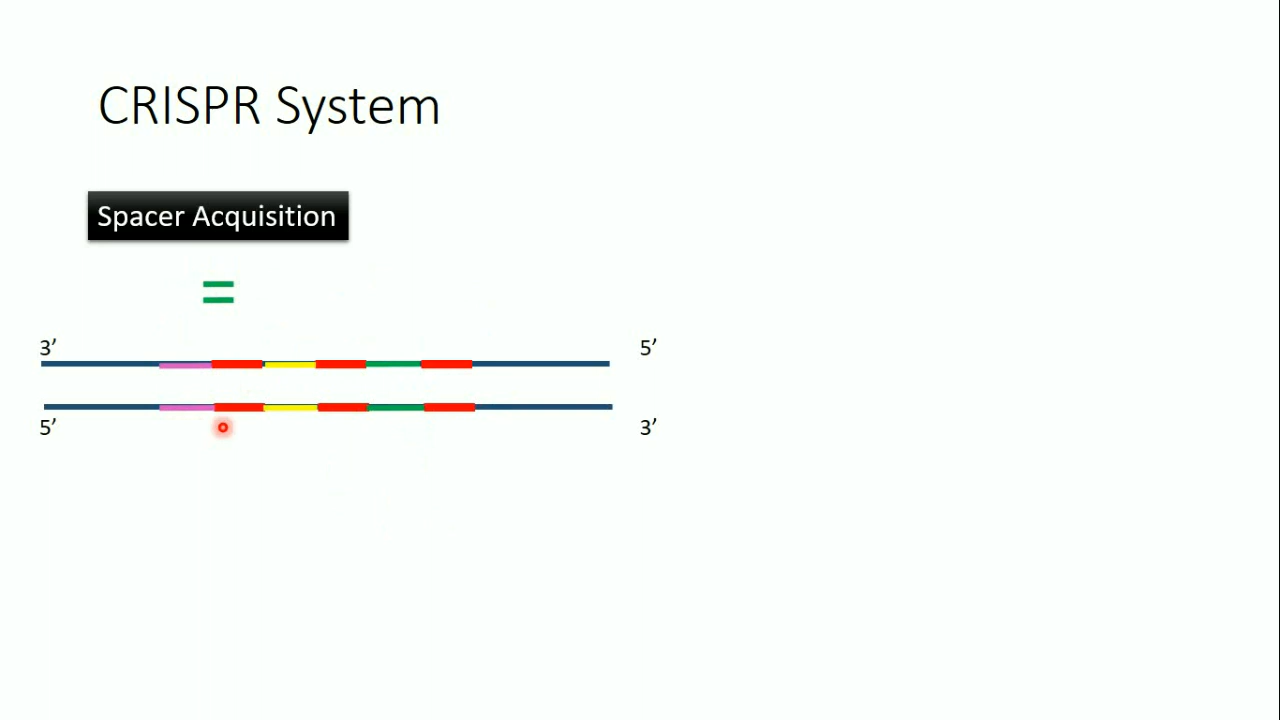 CRISPR System
Spacer Acquisition
3’ 5’
5’ 3’